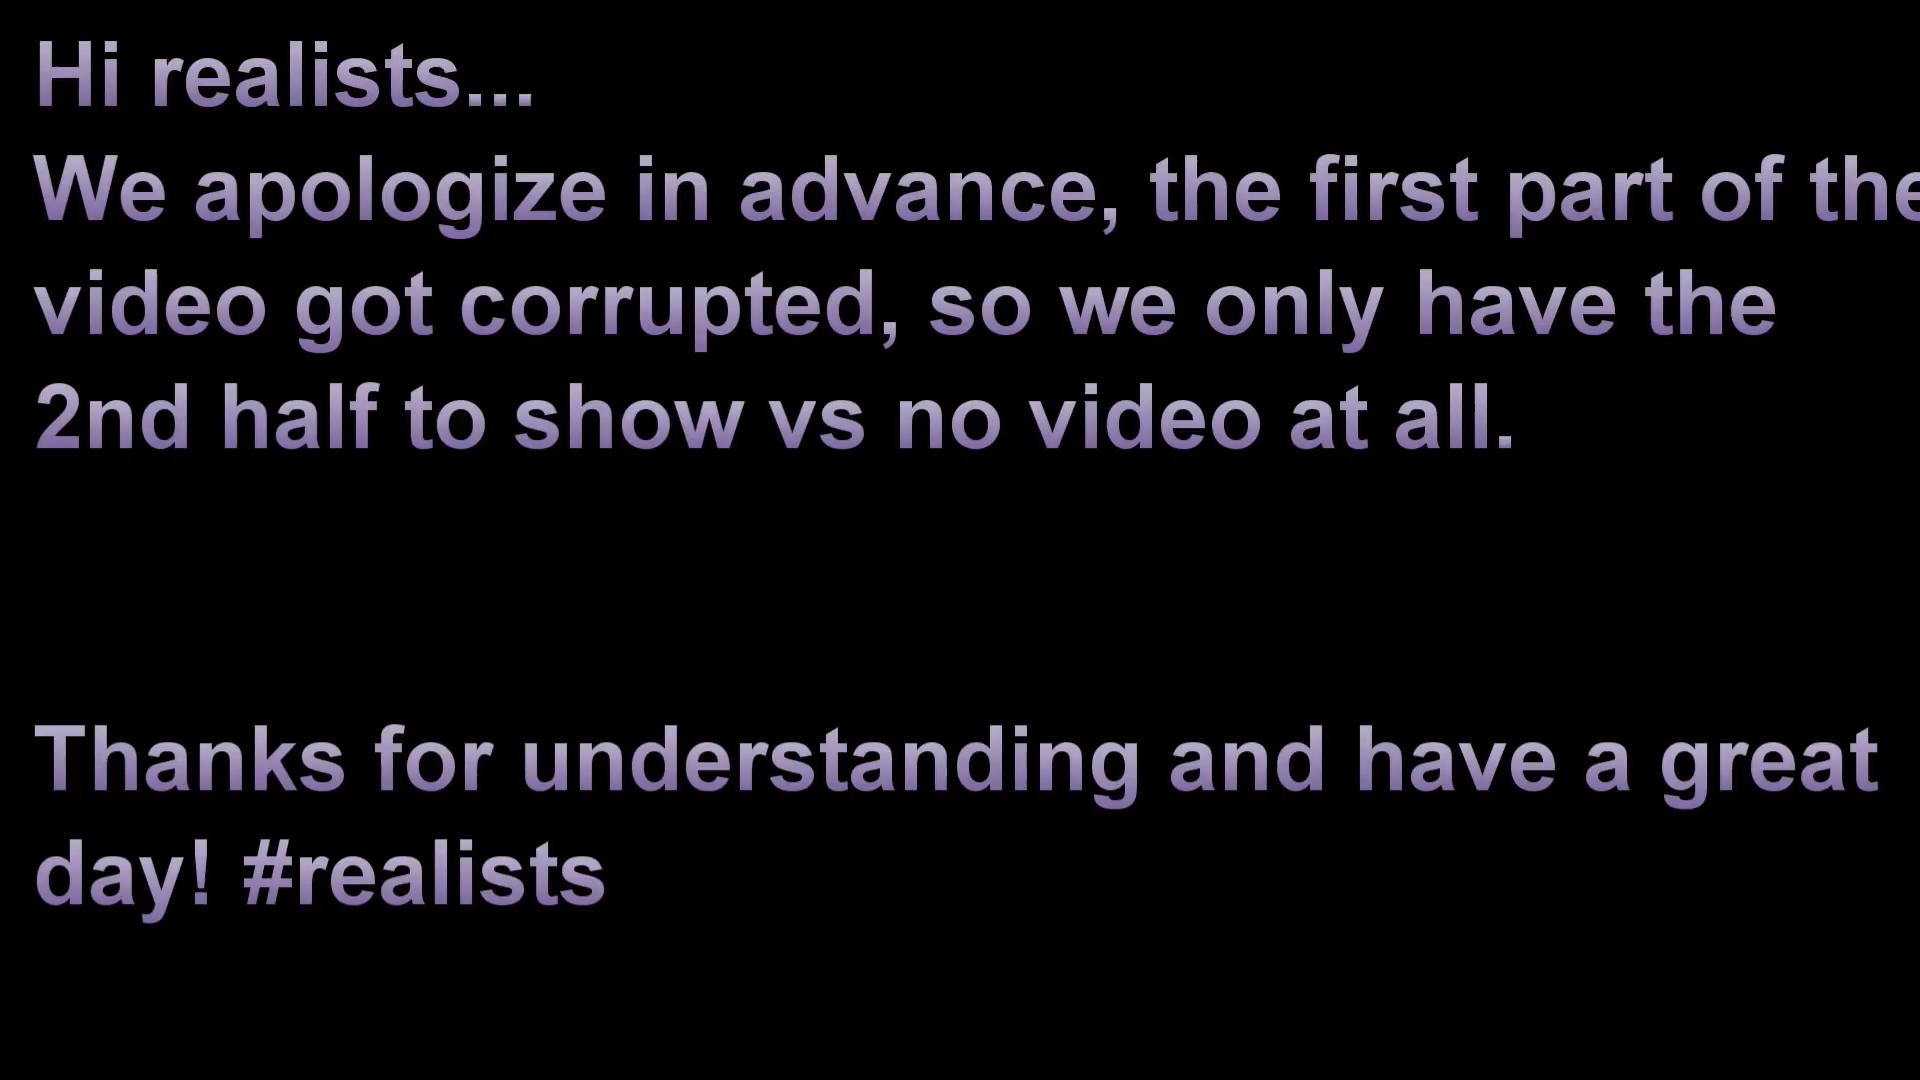 Hi realists...
We apologize in advance, the first part of the
video got corrupted, so we only have the
2nd half to show vs no video at all.
Thanks for understanding and have a great
day! #realists